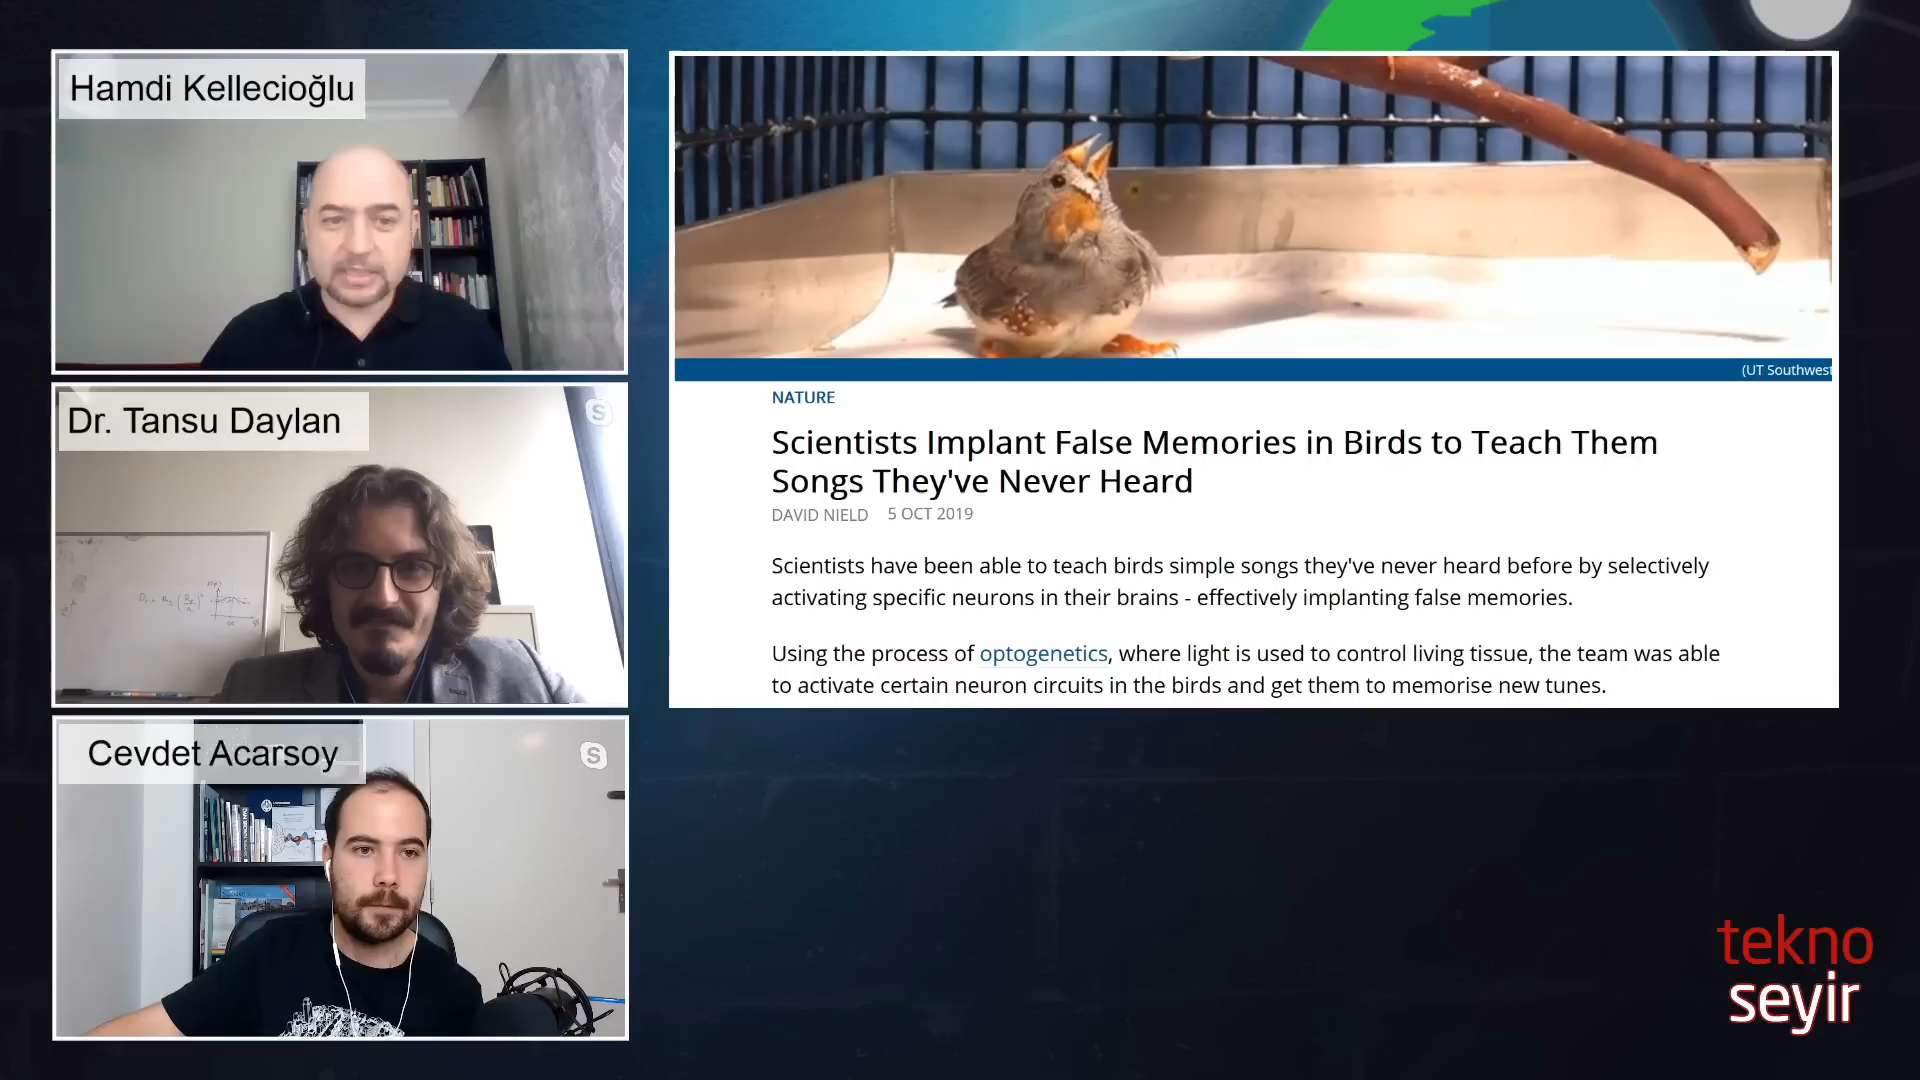 Hamdi Kellecioğlu
Dr. Tansu Daylan
Cevdet Acarsoy
(UT Southwest
NATURE
Scientists Implant False Memories in Birds to Teach Them
Songs They've Never Heard
DAVID NIELD 5 OCT 2019
Scientists have been able to teach birds simple songs they've never heard before by selectively
activating specific neurons in their brains - effectively implanting false memories.
Using the process of optogenetics, where light is used to control living tissue, the team was able
to activate certain neuron circuits in the birds and get them to memorise new tunes.
tekno
seyir